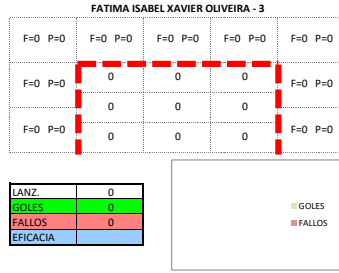 FATIMA ISABEL XAVIER OLIVEIRA - 3
F=0 P=0 F=0 P=0 F=0 P=0 F=0 P=0 F=0 P=0
F=0 P=0 0 0 0 F=0 P=0
0 0 0
F=0 P=0 0 0 0 F=0 P=0
LANZ. 0
GOLES 0
FALLOS 0
EFICACIA
GOLES
FALLOS